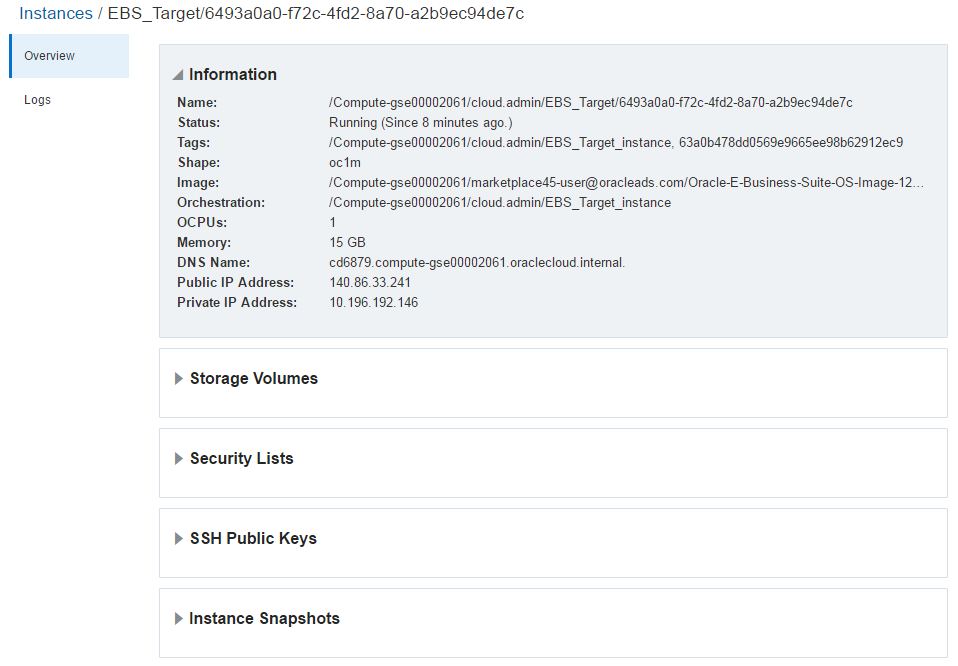 Instances / EBS_Target/6493a0a0-f72c-4fd2-8a70-a2b9ec94de7c
Overview
Logs
Information
Name: /Compute-gse00002061/cloud.admin/EBS_Target/6493a0a0-f72c-4fd2-8a70-a2b9ec94de7c
Status: Running (Since 8 minutes ago.)
Tags: /Compute-gse00002061/cloud.admin/EBS_Target_instance, 63a0b478dd0569e9665ee98b62912ec9
Shape: oc1m
Image: /Compute-gse00002061/marketplace45-user@oracleads.com/Oracle-E-Business-Suite-OS-Image-12...
Orchestration: /Compute-gse00002061/cloud.admin/EBS_Target_instance
OCPUs: 1
Memory: 15 GB
DNS Name: cd6879.compute-gse00002061.oraclecloud.internal.
Public IP Address: 140.86.33.241
Private IP Address: 10.196.192.146
Storage Volumes
Security Lists
SSH Public Keys
Instance Snapshots